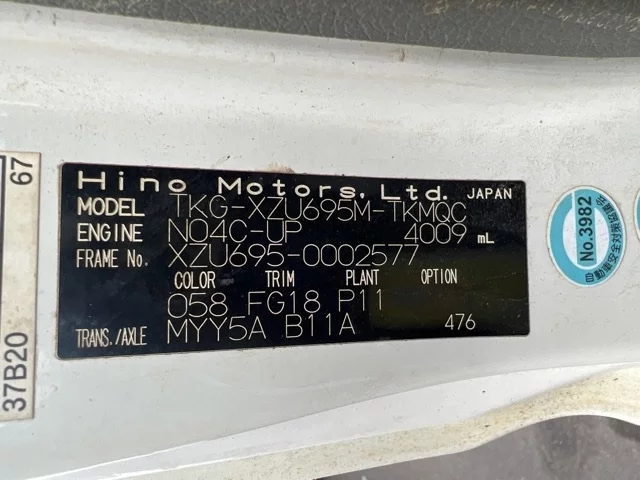 Hino Motors, Ltd. JAPAN
MODEL TKG-XZU695M-TKMQC
ENGINE N04C-UP 4009 mL
FRAME No. XZU695-0002577
COLOR TRIM PLANT OPTION
058 FG18 P11
TRANS./AXLE MYY5A B11A 476
67
37B20
No.3982